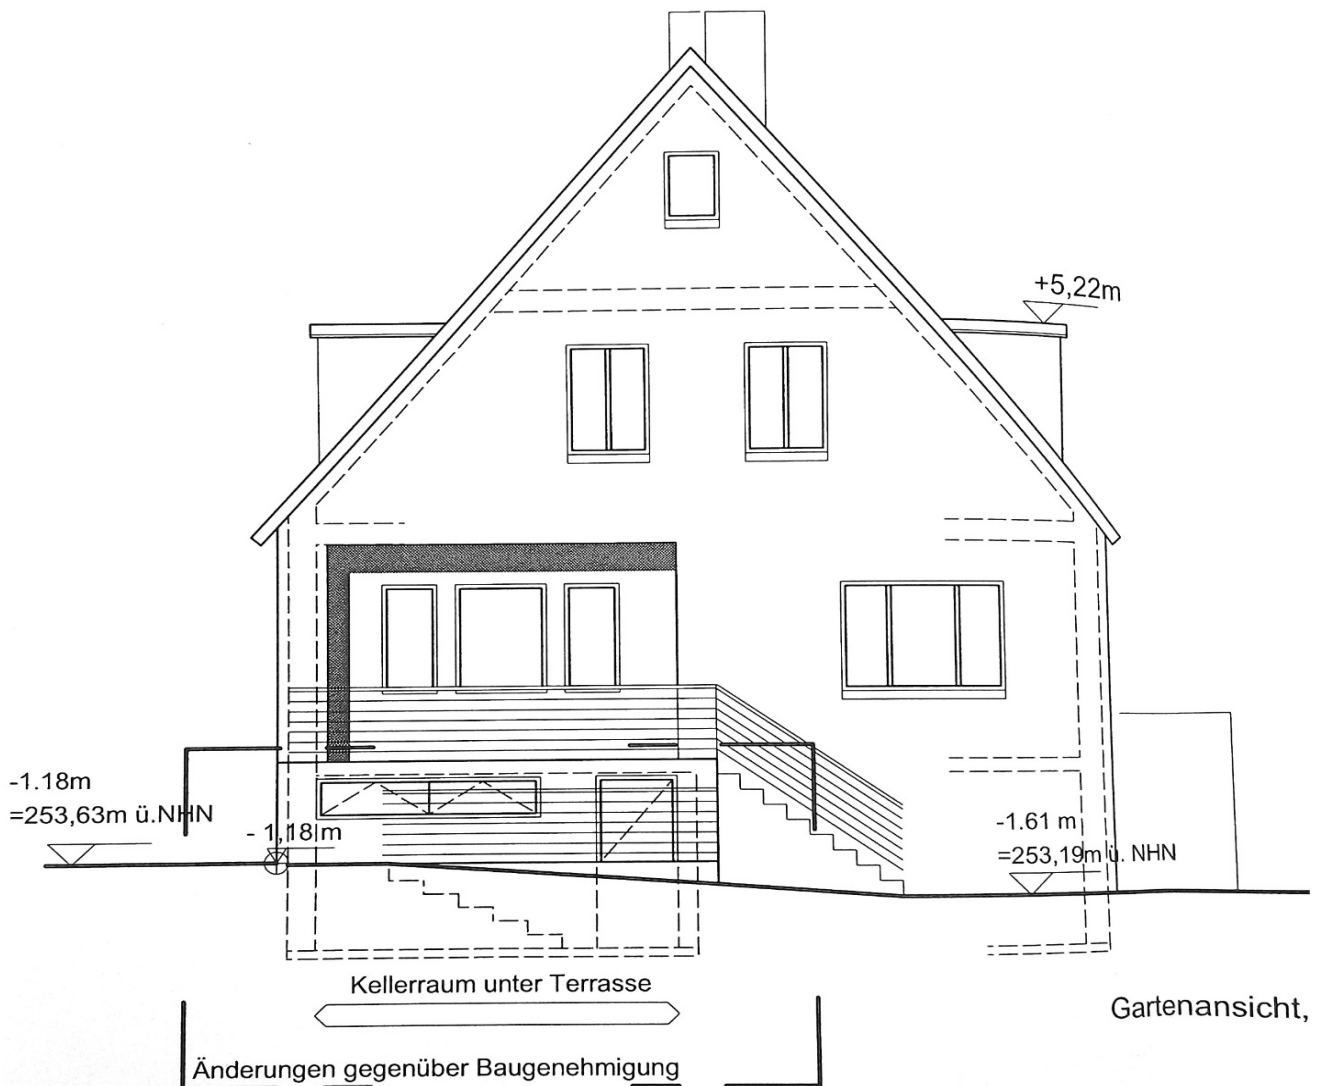 +5,22m
-1.18m
=253,63m ü.NHN
- 1,18 m
-1.61 m
=253,19m ü. NHN
Kellerraum unter Terrasse
Gartenansicht,
Änderungen gegenüber Baugenehmigung